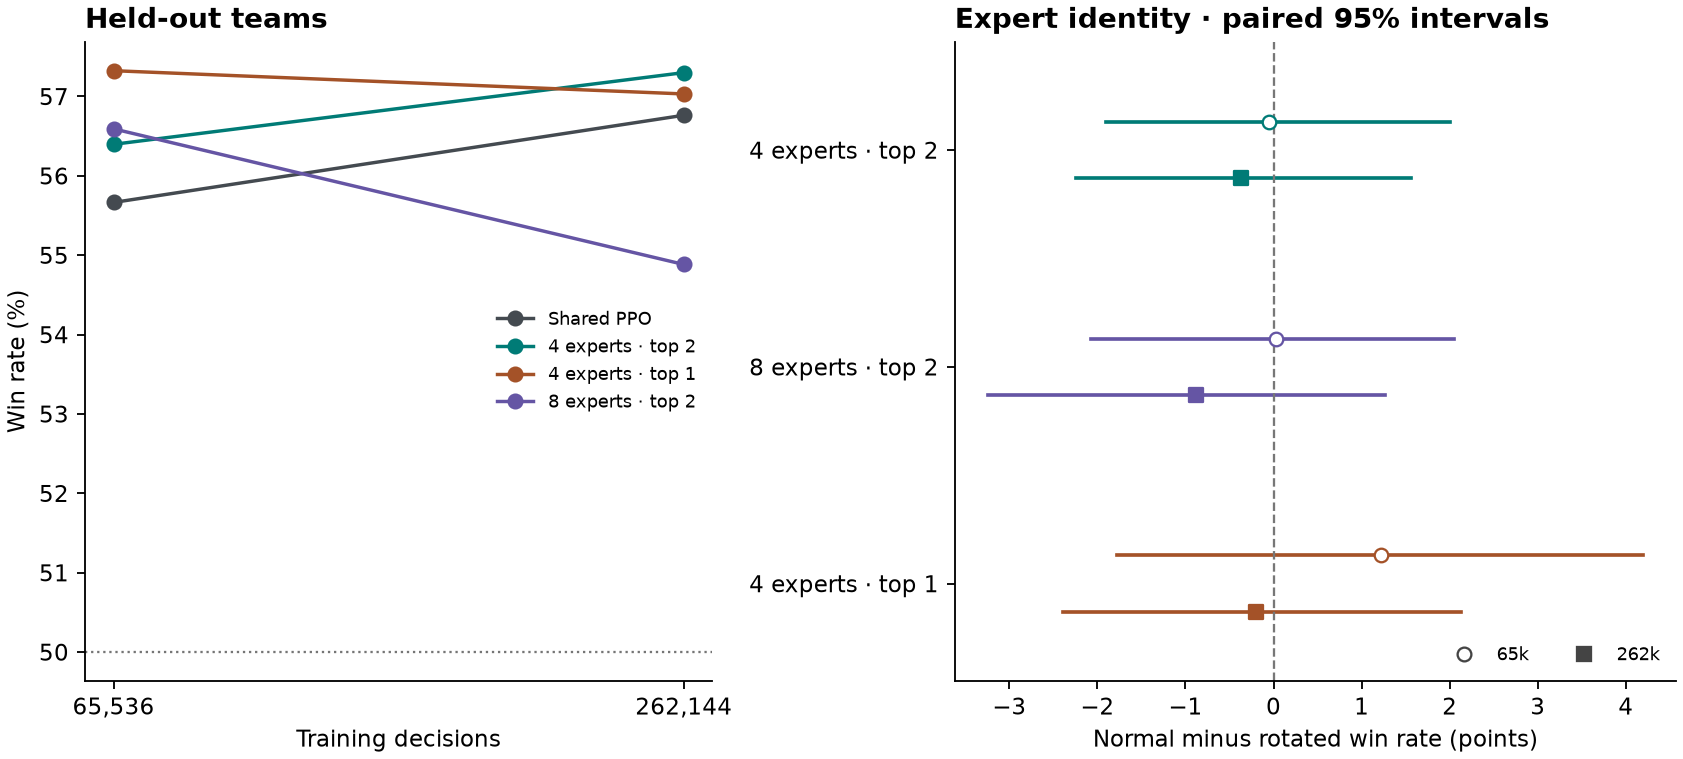 Held-out teams
Win rate (%)
57
56
55
54
53
52
51
50
Shared PPO
4 experts · top 2
4 experts · top 1
8 experts · top 2
65,536
262,144
Training decisions
Expert identity · paired 95% intervals
4 experts · top 2
8 experts · top 2
4 experts · top 1
65k
262k
−3
−2
−1
0
1
2
3
4
Normal minus rotated win rate (points)